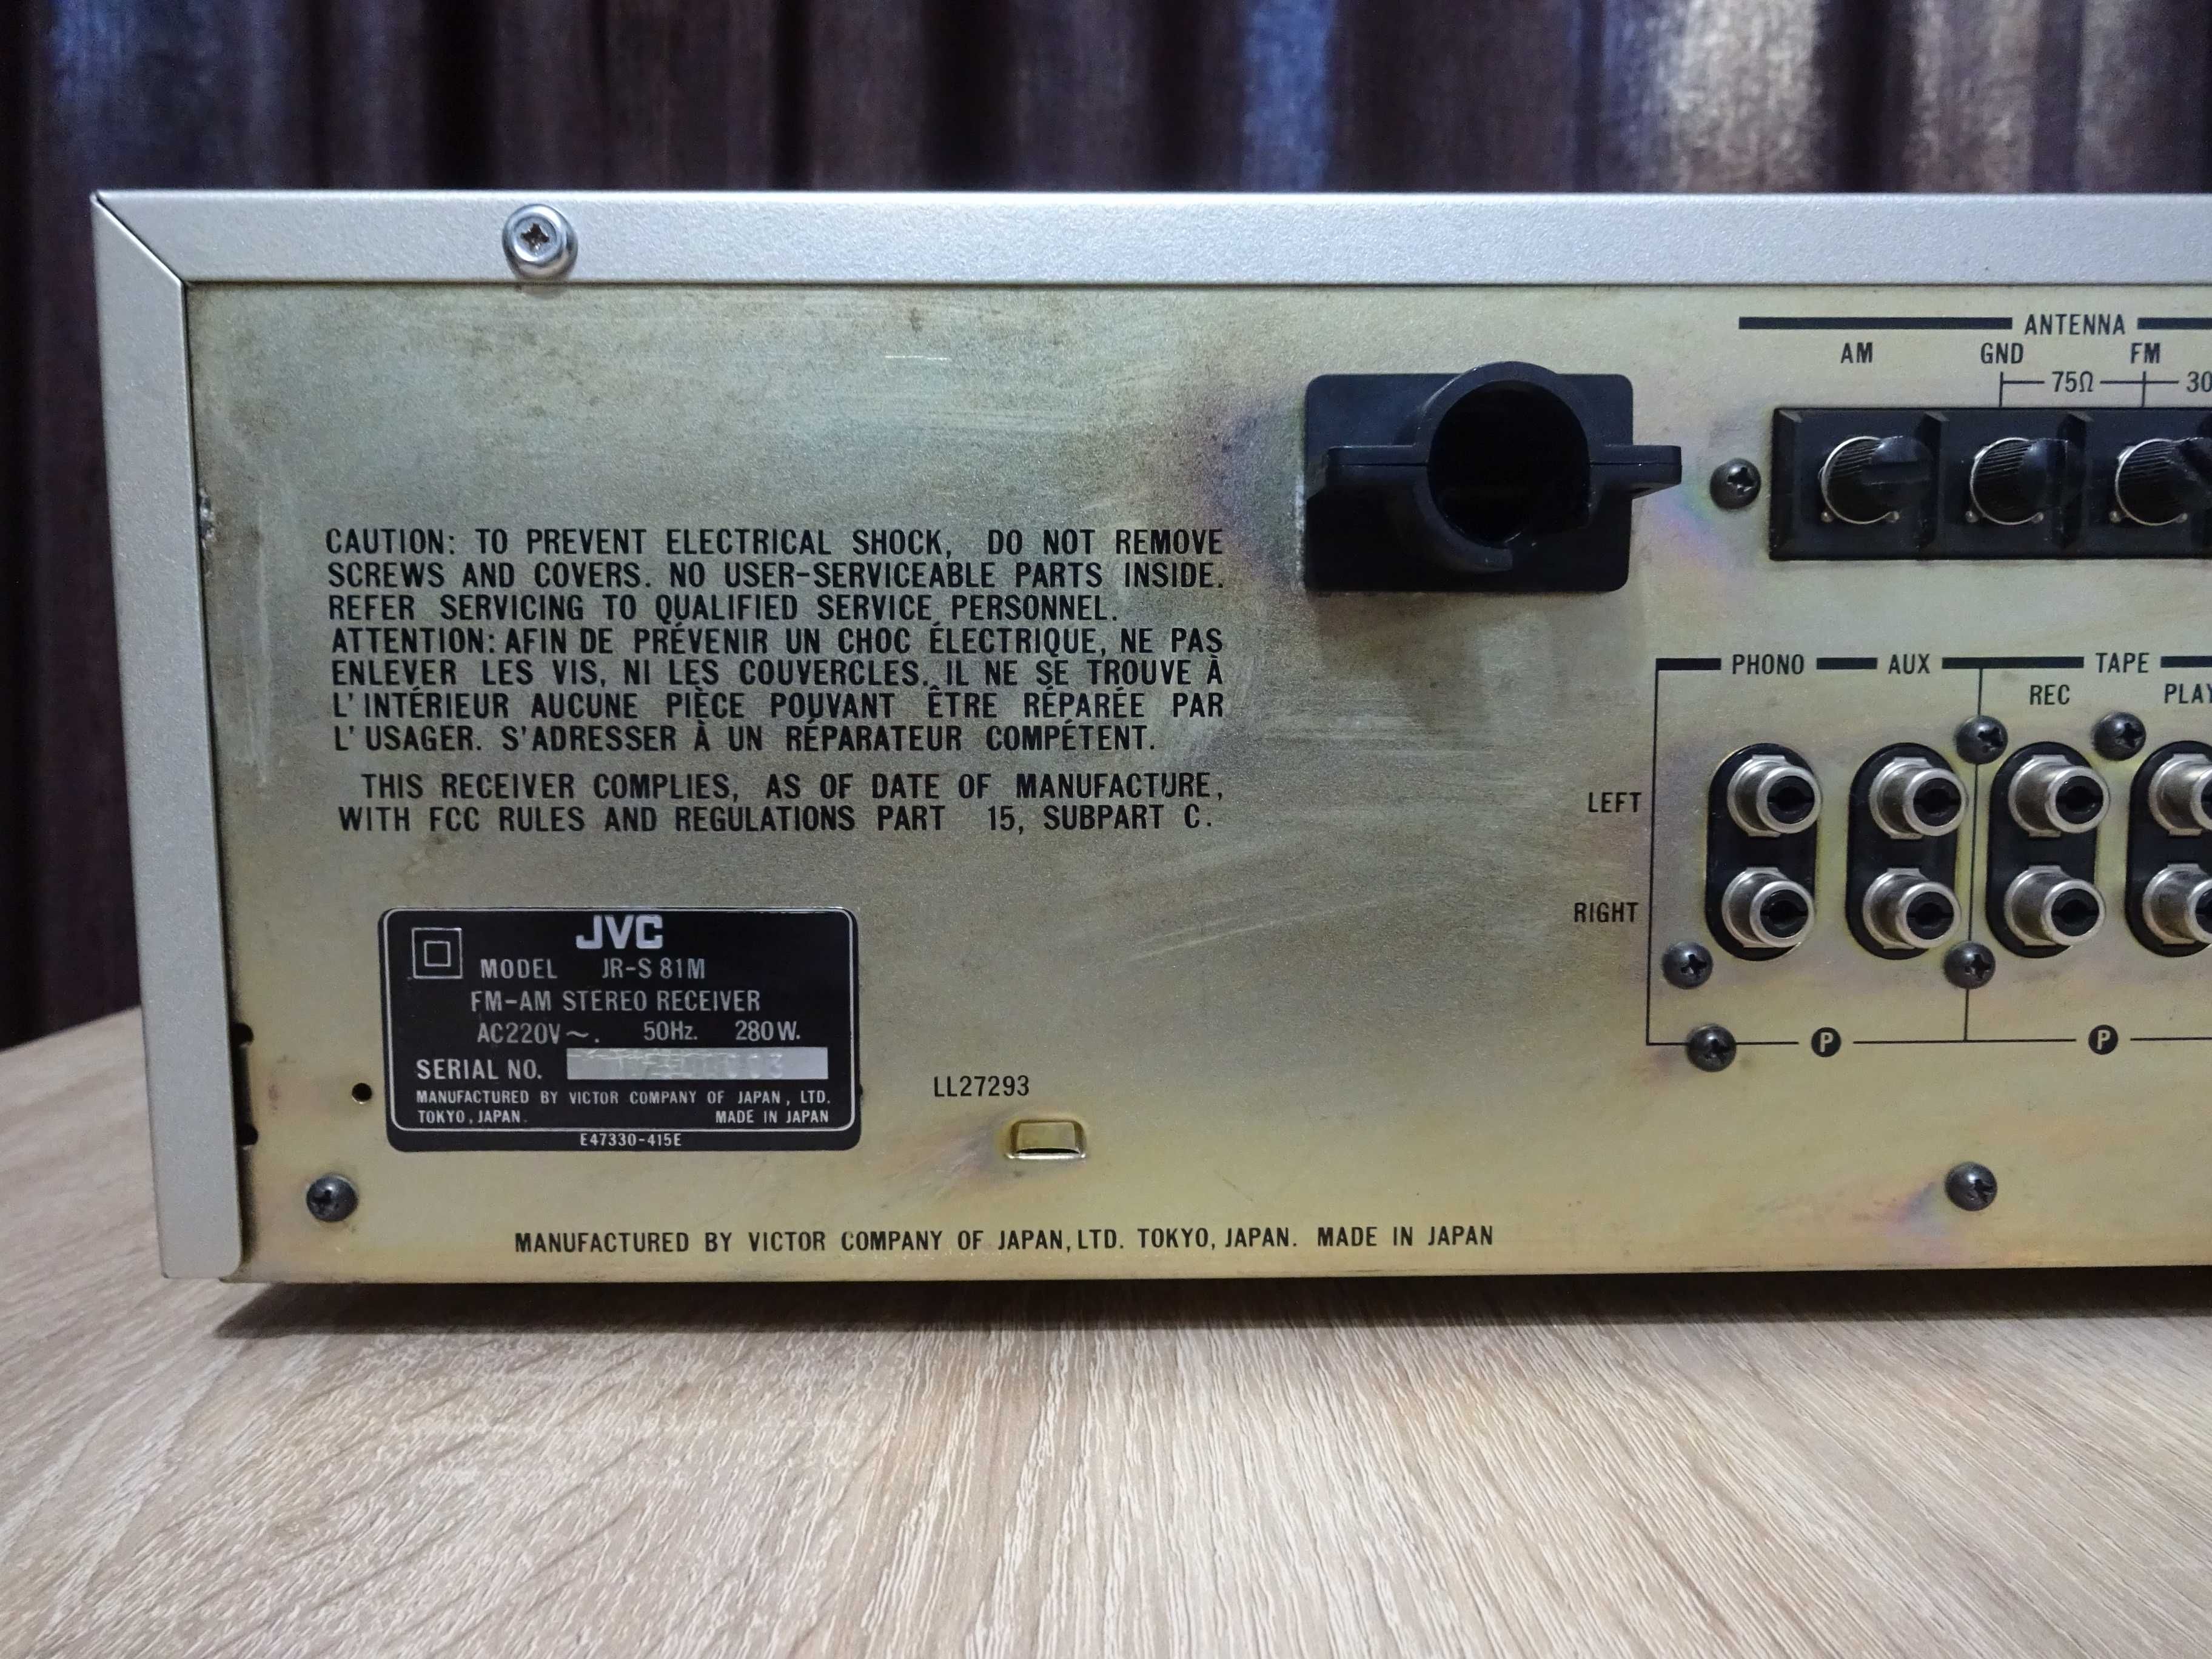 ANTENNA
AM GND FM
75Ω
CAUTION: TO PREVENT ELECTRICAL SHOCK, DO NOT REMOVE
SCREWS AND COVERS. NO USER-SERVICEABLE PARTS INSIDE.
REFER SERVICING TO QUALIFIED SERVICE PERSONNEL.
ATTENTION: AFIN DE PRÉVENIR UN CHOC ÉLECTRIQUE, NE PAS
ENLEVER LES VIS, NI LES COUVERCLES. IL NE SE TROUVE À
L'INTÉRIEUR AUCUNE PIÈCE POUVANT ÊTRE RÉPARÉE PAR
L'USAGER. S'ADRESSER À UN RÉPARATEUR COMPÉTENT.
THIS RECEIVER COMPLIES, AS OF DATE OF MANUFACTURE,
WITH FCC RULES AND REGULATIONS PART 15, SUBPART C.
PHONO AUX TAPE
REC
LEFT
RIGHT
P P
JVC
MODEL JR-S 81M
FM-AM STEREO RECEIVER
AC220V~. 50Hz. 280W.
SERIAL NO.
MANUFACTURED BY VICTOR COMPANY OF JAPAN, LTD.
TOKYO, JAPAN. MADE IN JAPAN
E47330-415E
LL27293
MANUFACTURED BY VICTOR COMPANY OF JAPAN, LTD. TOKYO, JAPAN. MADE IN JAPAN